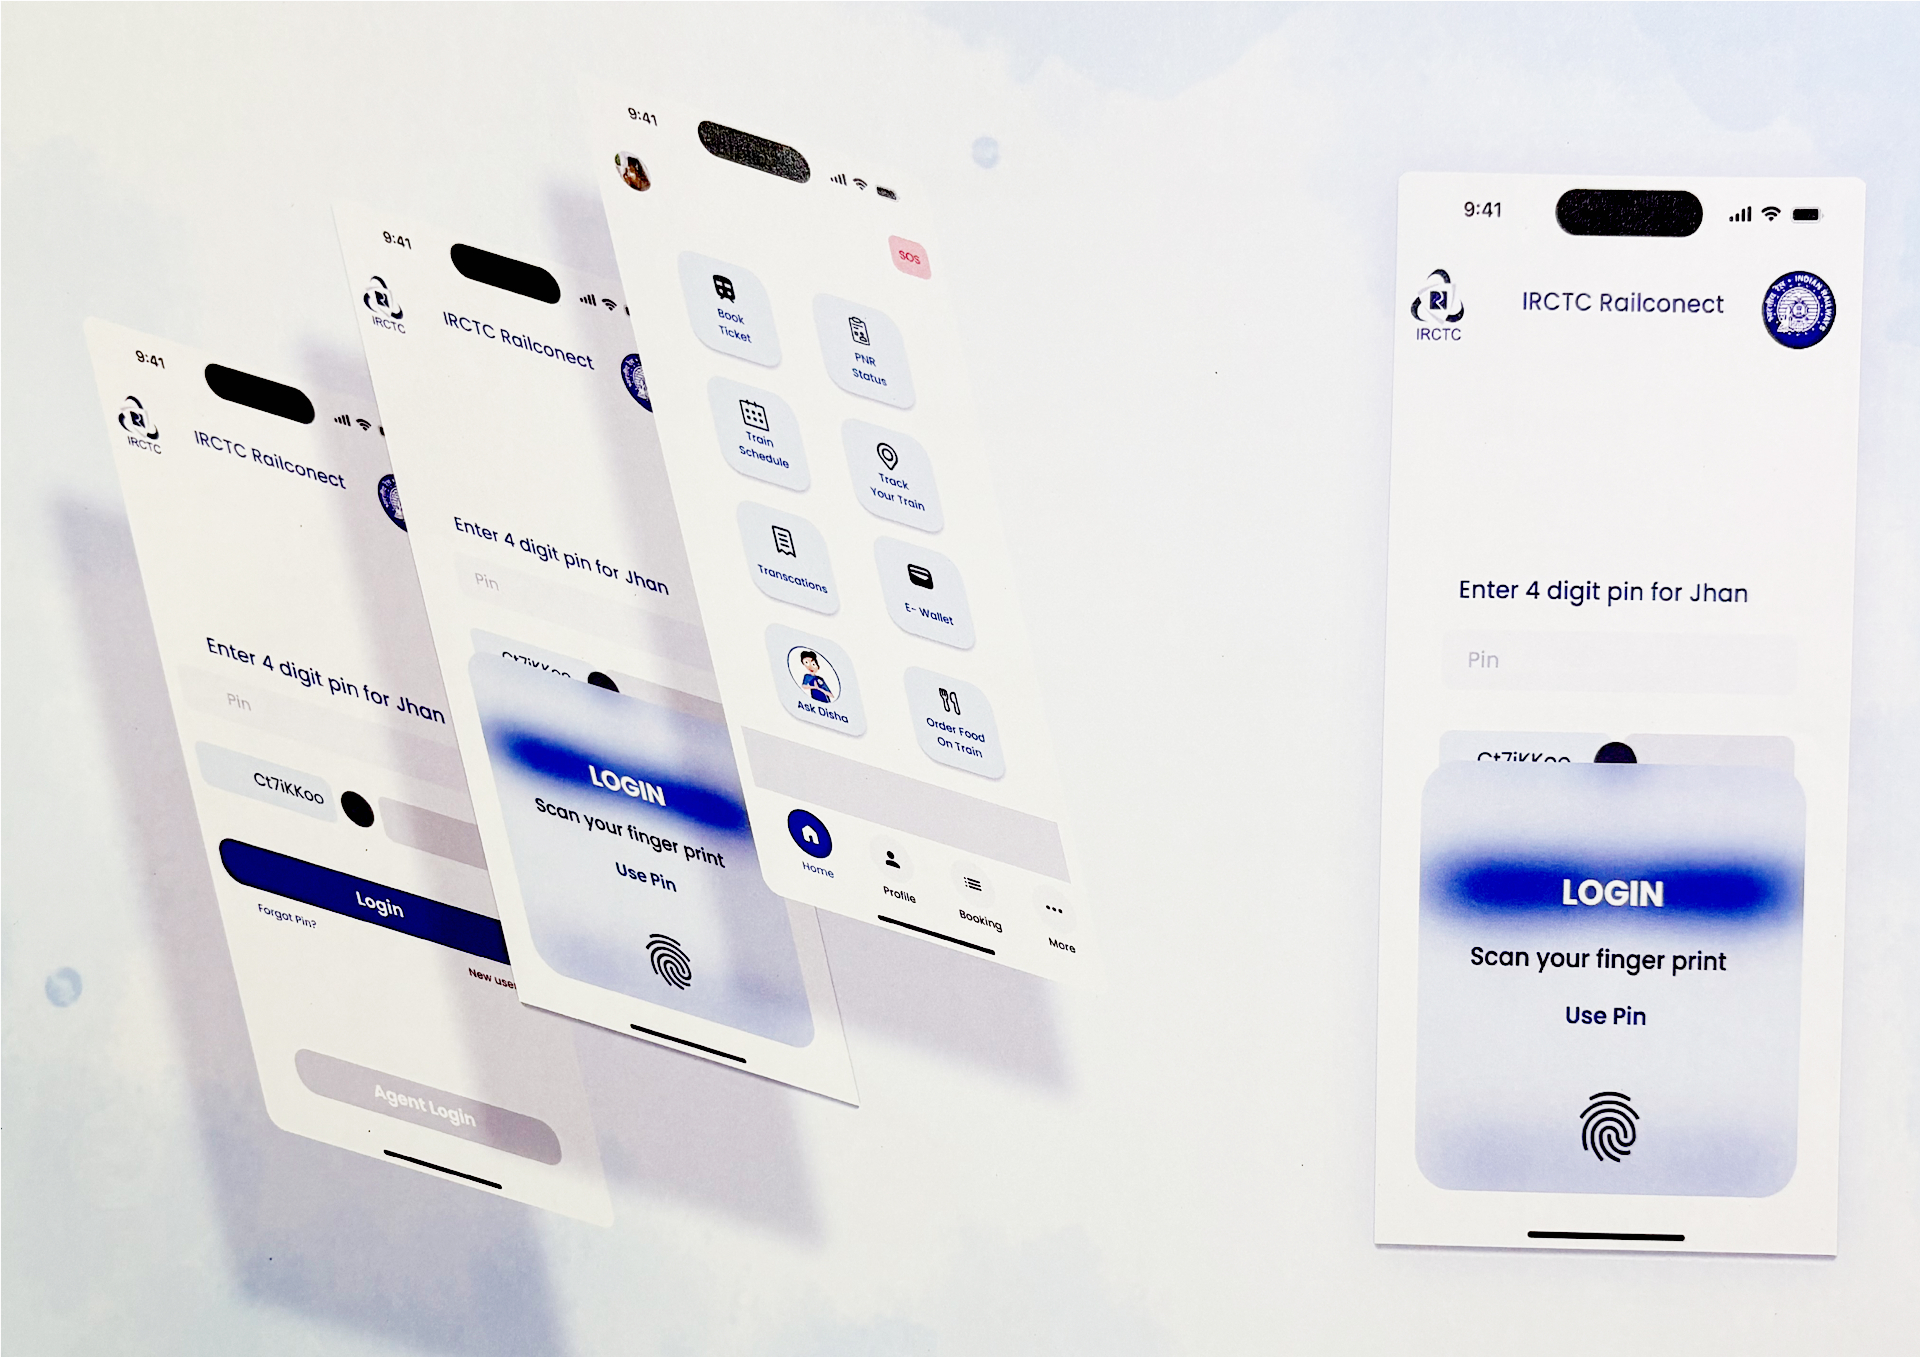 9:41
IRCTC
IRCTC Railconect
Enter 4 digit pin for Jhan
Pin
Ct7iKKoo
Login
Forgot Pin?
New use
Agent Login
9:41
IRCTC
IRCTC Railconect
Enter 4 digit pin for Jhan
Pin
Ct7iKKoo
LOGIN
Scan your finger print
Use Pin
9:41
SOS
Book
Ticket
PNR
Status
Train
Schedule
Track
Your Train
Transcations
E- Wallet
Ask Disha
Order Food
On Train
Home
Profile
Booking
More
9:41
IRCTC
IRCTC Railconect
INDIAN RAILWAYS
भारतीय रेल
Enter 4 digit pin for Jhan
Pin
Ct7iKKoo
LOGIN
Scan your finger print
Use Pin